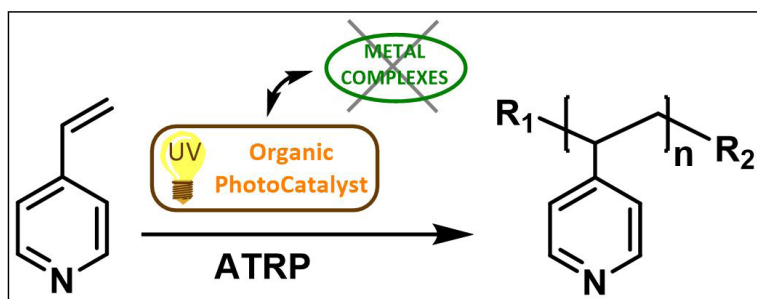 METAL
COMPLEXES
UV
Organic
PhotoCatalyst
ATRP
N
R1
n
R2
N